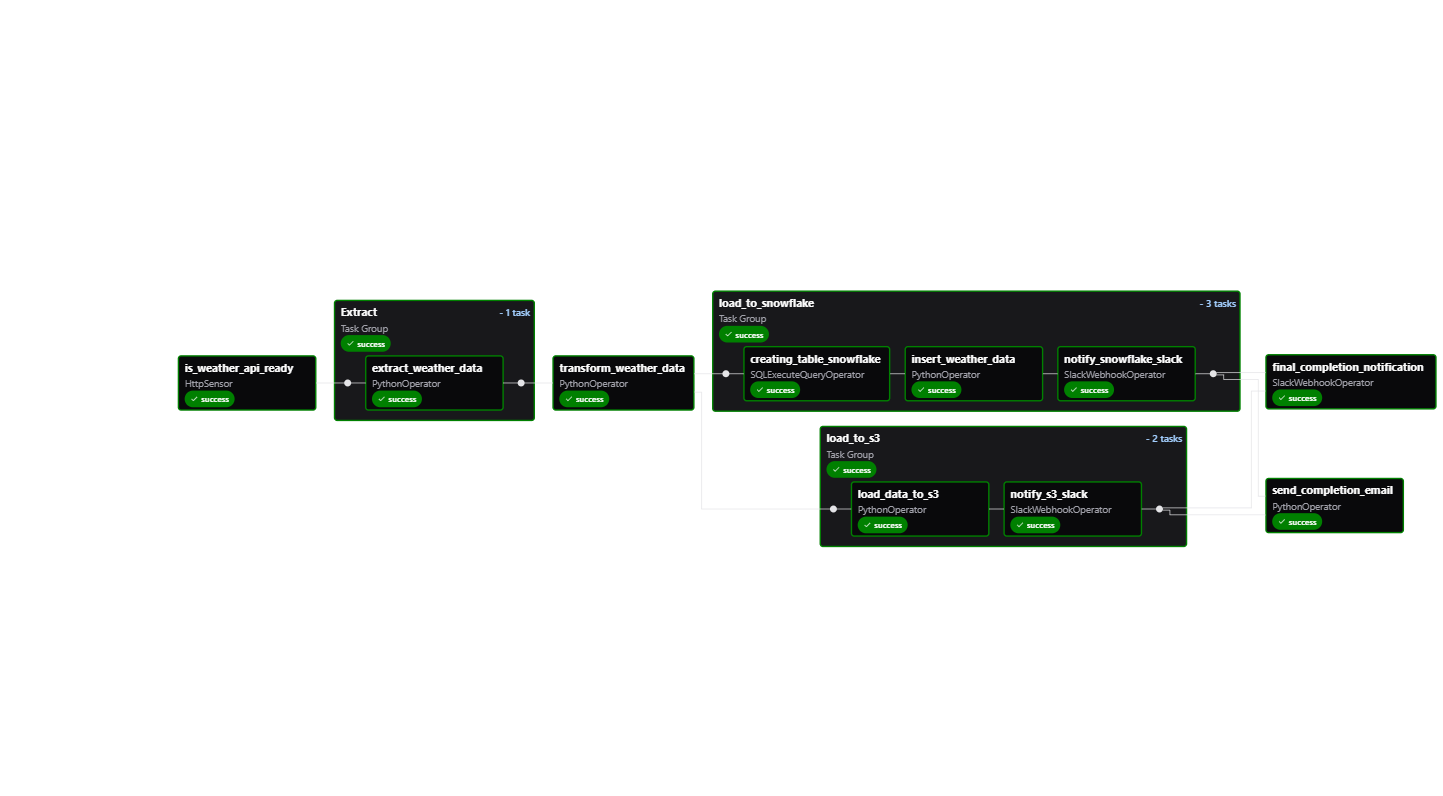 is_weather_api_ready
HttpSensor
success
Extract
- 1 task
Task Group
success
extract_weather_data
PythonOperator
success
transform_weather_data
PythonOperator
success
load_to_snowflake
- 3 tasks
Task Group
success
creating_table_snowflake
SQLExecuteQueryOperator
success
insert_weather_data
PythonOperator
success
notify_snowflake_slack
SlackWebhookOperator
success
load_to_s3
- 2 tasks
Task Group
success
load_data_to_s3
PythonOperator
success
notify_s3_slack
SlackWebhookOperator
success
final_completion_notification
SlackWebhookOperator
success
send_completion_email
PythonOperator
success